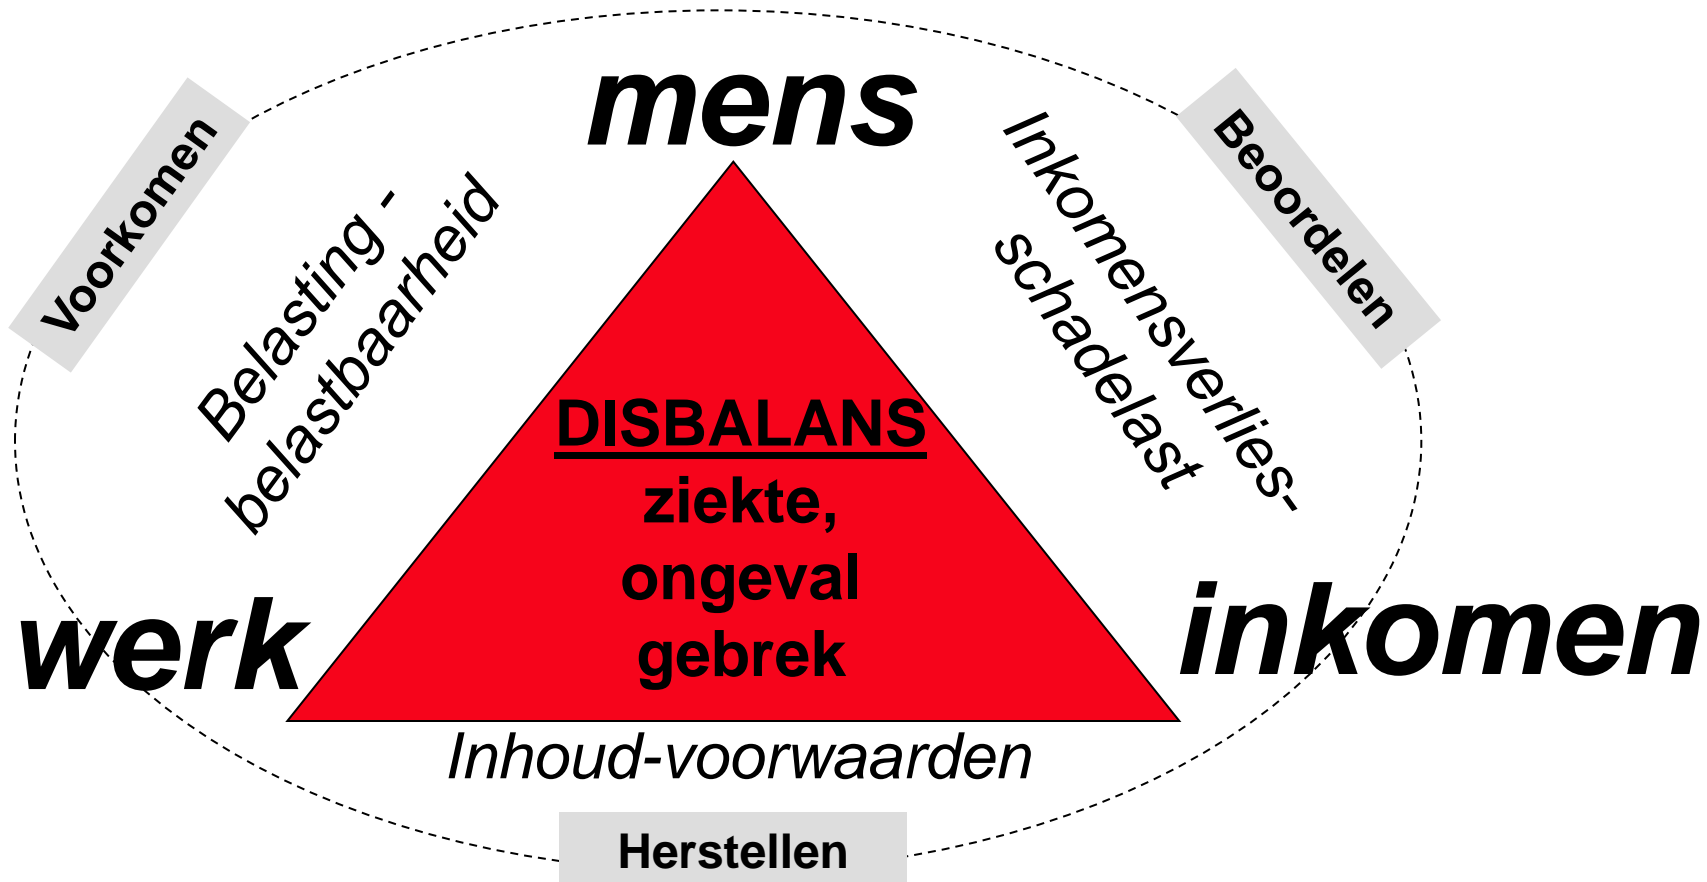 mens
Voorkomen
Beoordelen
Belasting -
belastbaarheid
Inkomensverlies-
schadelast
DISBALANS
ziekte,
ongeval
gebrek
werk
inkomen
Inhoud-voorwaarden
Herstellen